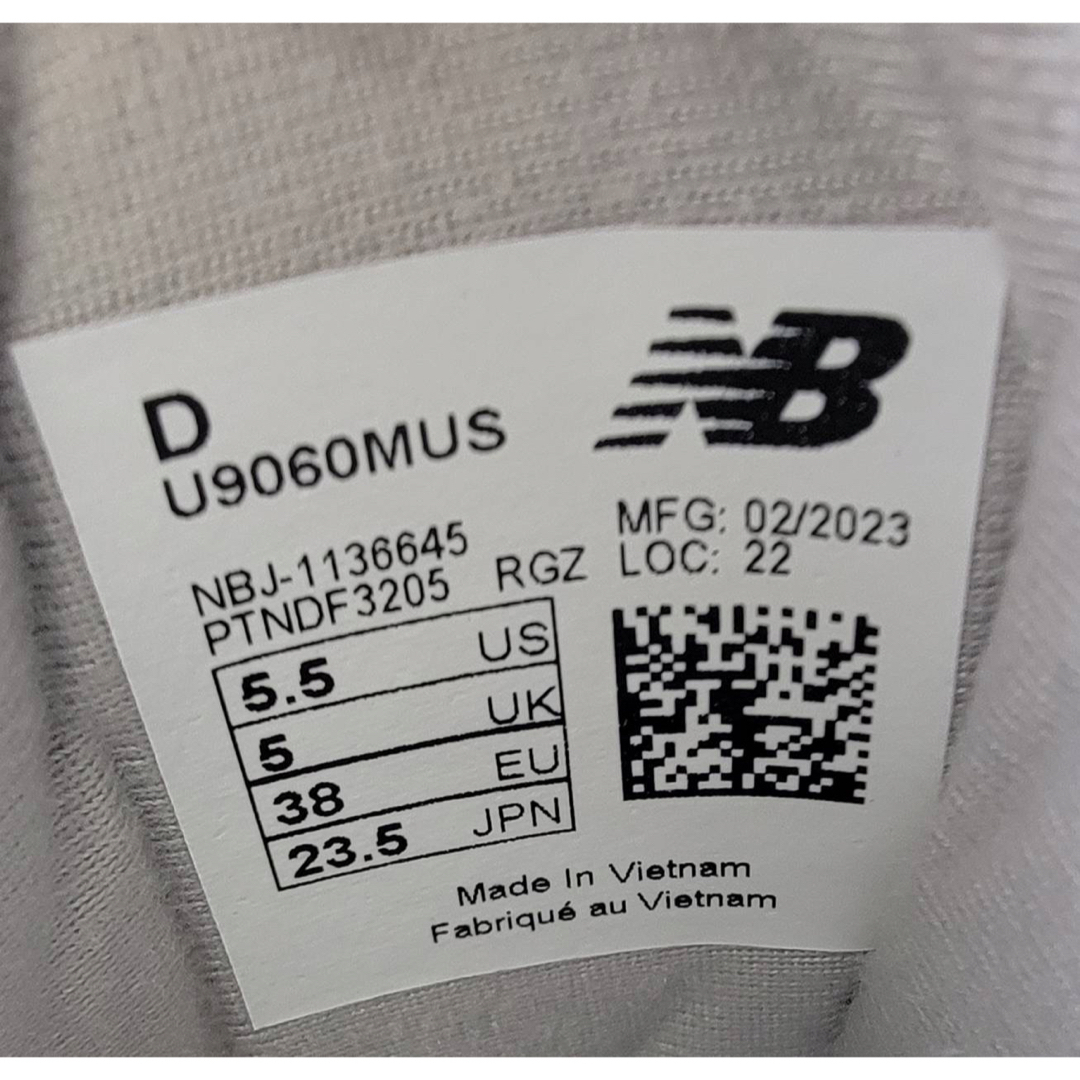 NB
D
U9060MUS
NBJ-1136645
PTNDF3205 RGZ
MFG: 02/2023
LOC: 22
5.5 US
5 UK
38 EU
23.5 JPN
Made In Vietnam
Fabriqué au Vietnam